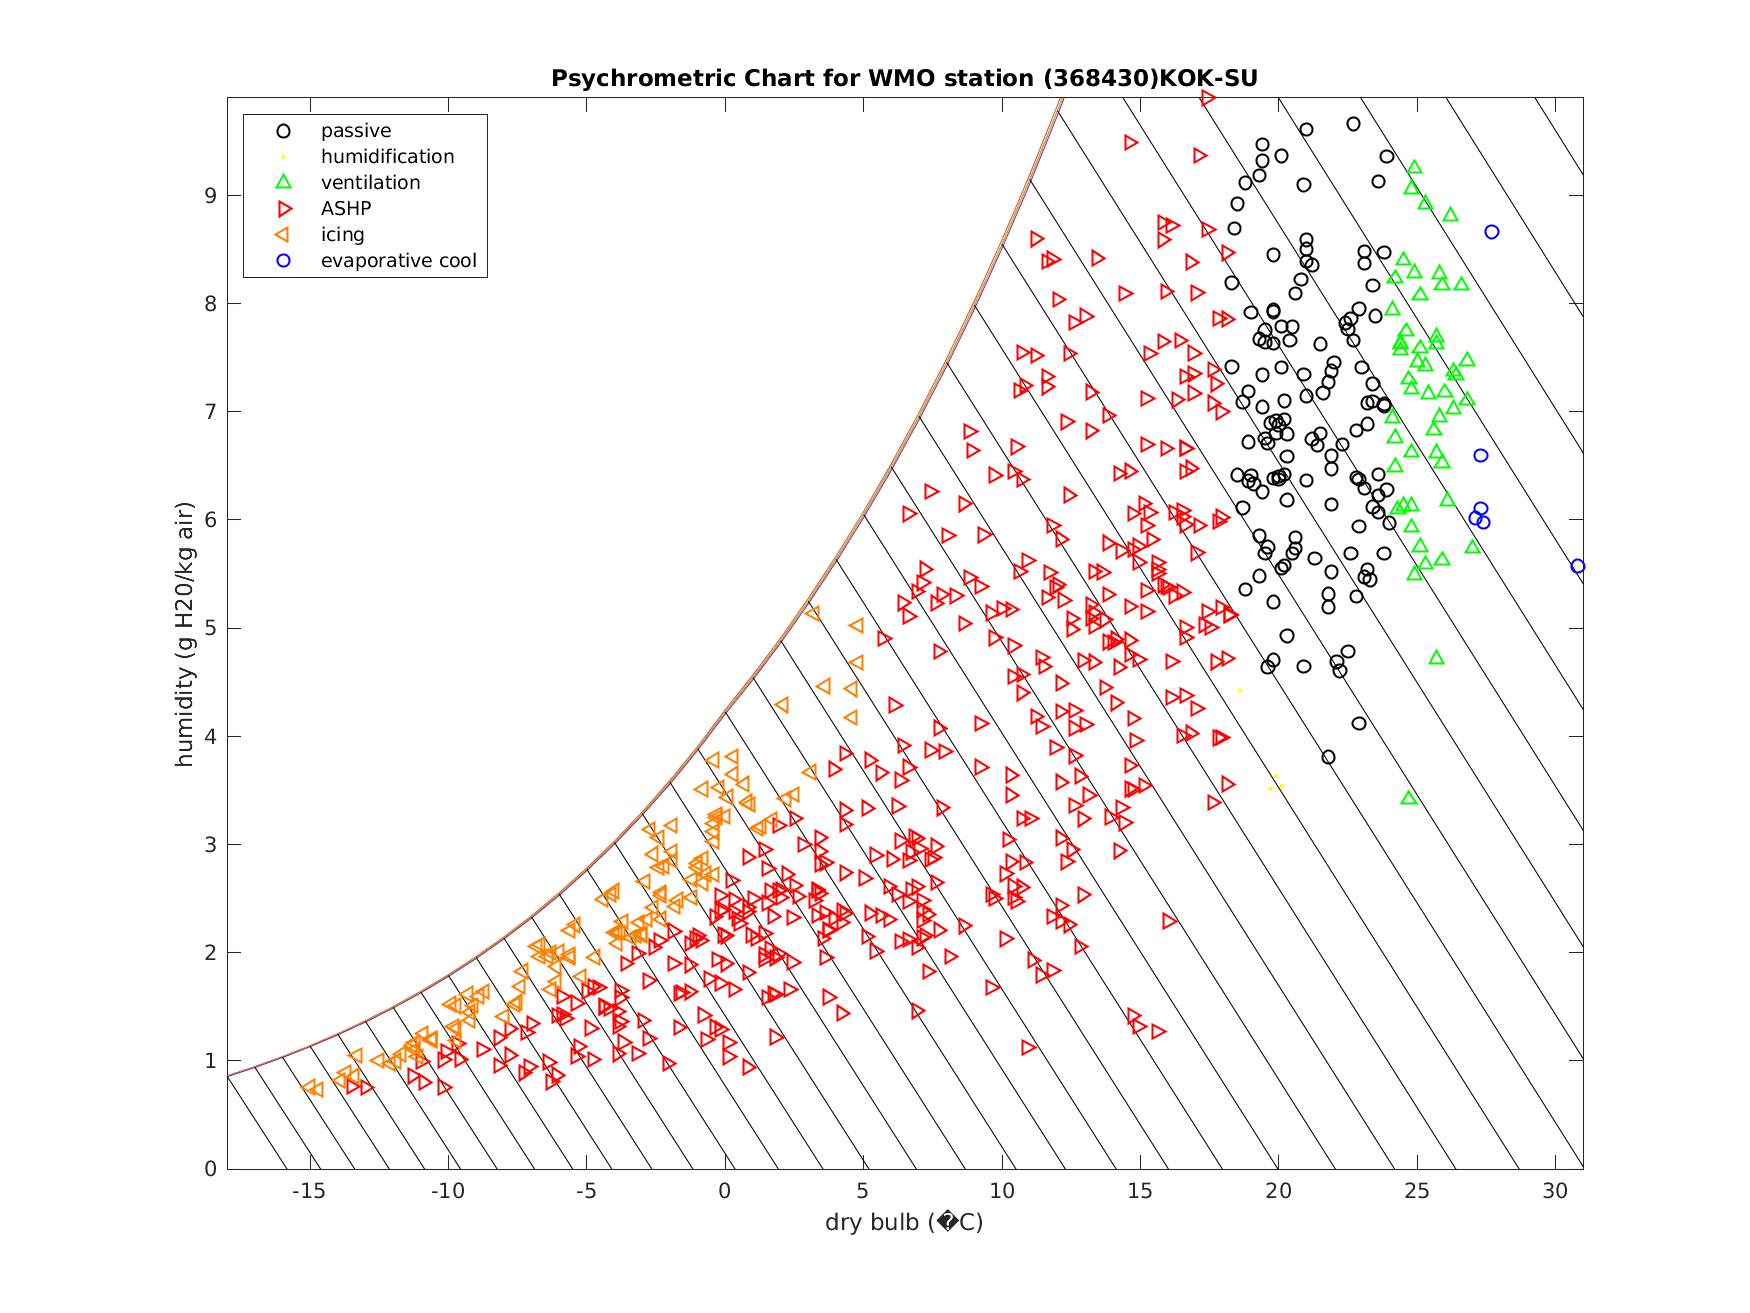 Psychrometric Chart for WMO station (368430)KOK-SU
passive
humidification
ventilation
ASHP
icing
evaporative cool
humidity (g H20/kg air)
9
8
7
6
5
4
3
2
1
0
-15 -10 -5 0 5 10 15 20 25 30
dry bulb (�C)